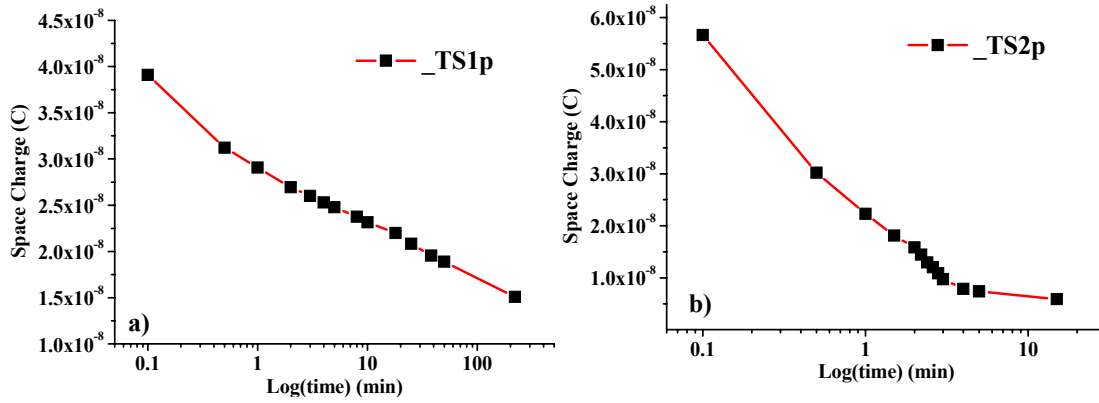 4.5x10⁻⁸
4.0x10⁻⁸
3.5x10⁻⁸
3.0x10⁻⁸
2.5x10⁻⁸
2.0x10⁻⁸
1.5x10⁻⁸
1.0x10⁻⁸
Space Charge (C)
_TS1p
a)
0.1
1
10
100
Log(time) (min)
6.0x10⁻⁸
5.0x10⁻⁸
4.0x10⁻⁸
3.0x10⁻⁸
2.0x10⁻⁸
1.0x10⁻⁸
Space Charge (C)
_TS2p
b)
0.1
1
10
Log(time) (min)